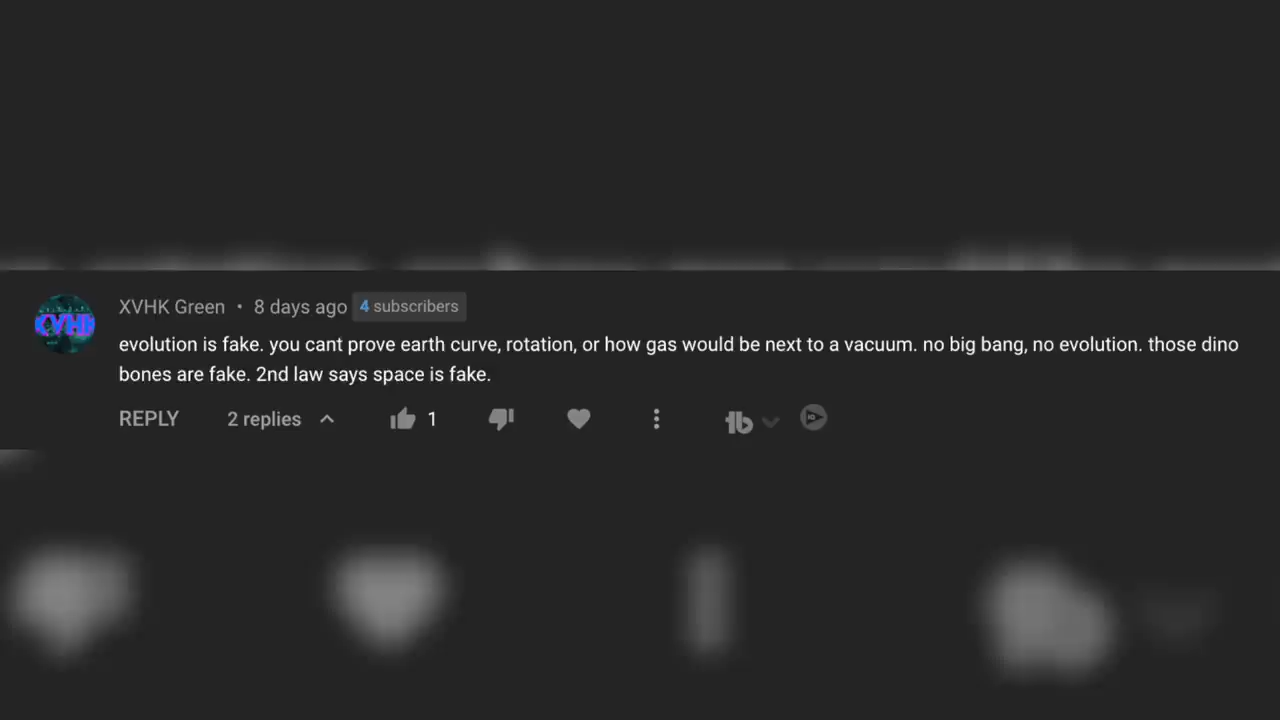 XVHK Green • 8 days ago 4 subscribers
evolution is fake. you cant prove earth curve, rotation, or how gas would be next to a vacuum. no big bang, no evolution. those dino
bones are fake. 2nd law says space is fake.
REPLY 2 replies 1